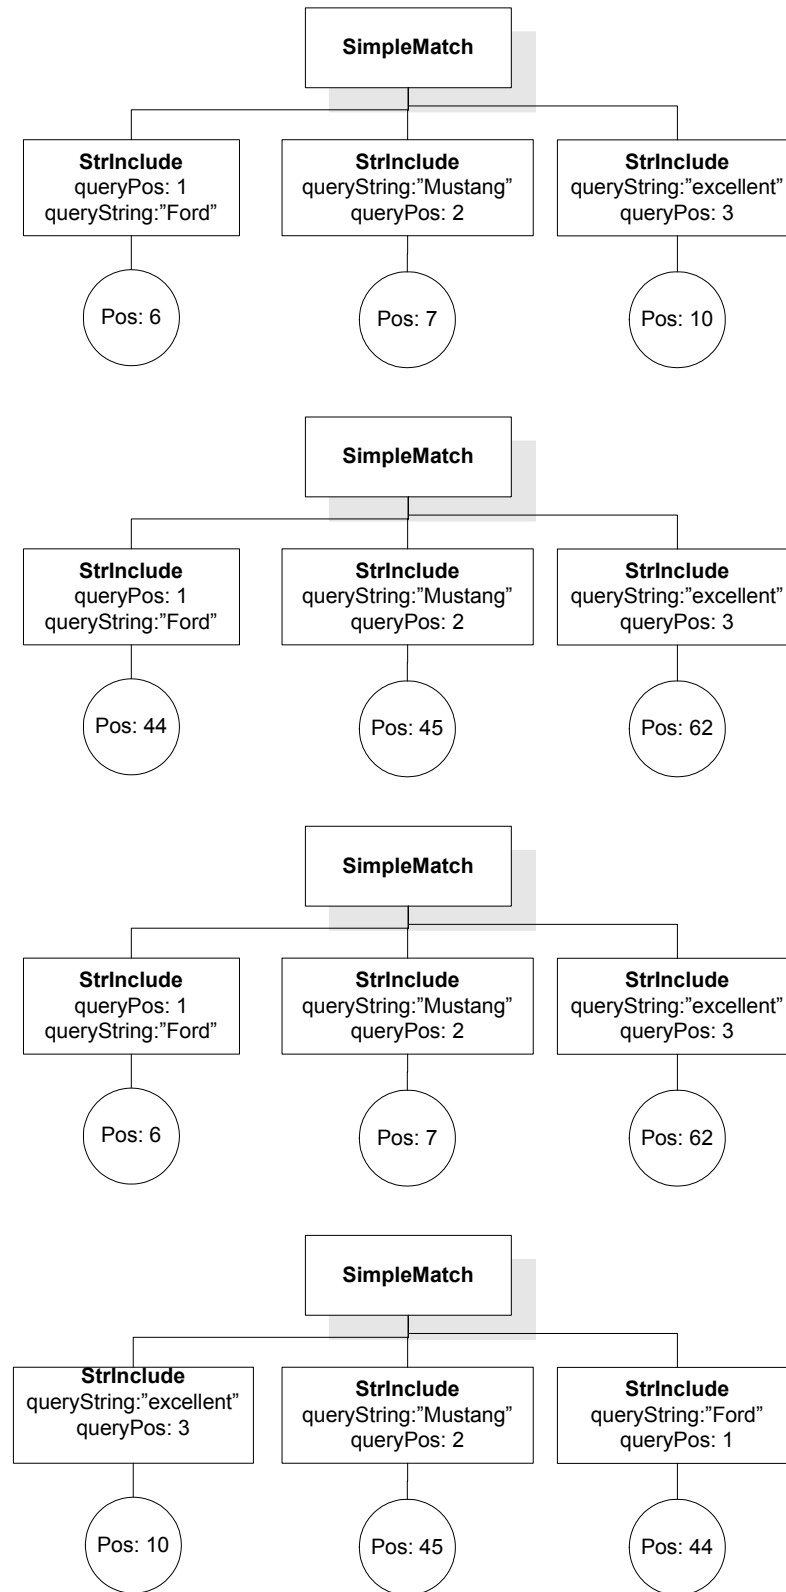 SimpleMatch
StrInclude
queryPos: 1
queryString:”Ford”
StrInclude
queryString:”Mustang”
queryPos: 2
StrInclude
queryString:”excellent”
queryPos: 3
Pos: 6
Pos: 7
Pos: 10
SimpleMatch
StrInclude
queryPos: 1
queryString:”Ford”
StrInclude
queryString:”Mustang”
queryPos: 2
StrInclude
queryString:”excellent”
queryPos: 3
Pos: 44
Pos: 45
Pos: 62
SimpleMatch
StrInclude
queryPos: 1
queryString:”Ford”
StrInclude
queryString:”Mustang”
queryPos: 2
StrInclude
queryString:”excellent”
queryPos: 3
Pos: 6
Pos: 7
Pos: 62
SimpleMatch
StrInclude
queryString:”excellent”
queryPos: 3
StrInclude
queryString:”Mustang”
queryPos: 2
StrInclude
queryString:”Ford”
queryPos: 1
Pos: 10
Pos: 45
Pos: 44